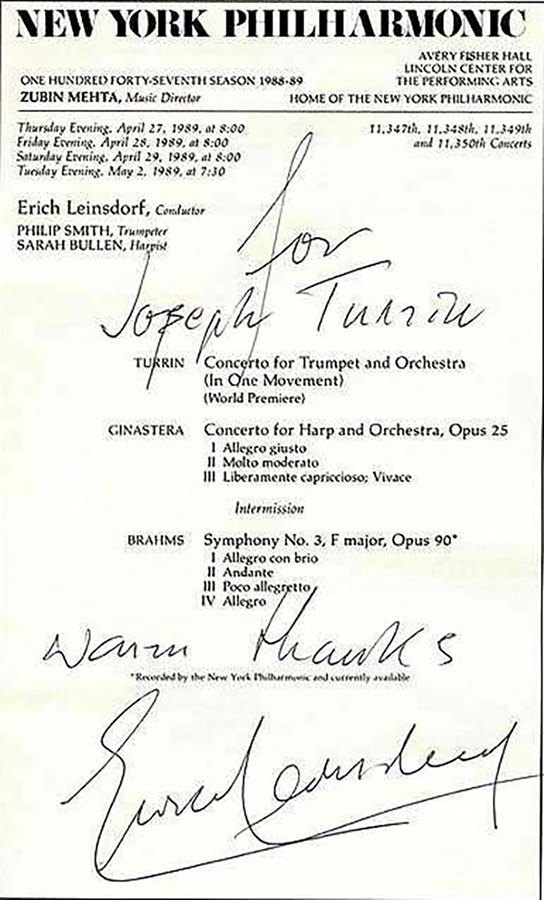 NEW YORK PHILHARMONIC
AVERY FISHER HALL
LINCOLN CENTER FOR
THE PERFORMING ARTS
ONE HUNDRED FORTY-SEVENTH SEASON 1988-89
ZUBIN MEHTA, Music Director
HOME OF THE NEW YORK PHILHARMONIC
Thursday Evening, April 27, 1989, at 8:00
Friday Evening, April 28, 1989, at 8:00
Saturday Evening, April 29, 1989, at 8:00
Tuesday Evening, May 2, 1989, at 7:30
11,347th, 11,348th, 11,349th
and 11,350th Concerts
Erich Leinsdorf, Conductor
PHILIP SMITH, Trumpeter
SARAH BULLEN, Harpist
for
Joseph Turrin
TURRIN Concerto for Trumpet and Orchestra
(In One Movement)
(World Premiere)
GINASTERA Concerto for Harp and Orchestra, Opus 25
I Allegro giusto
II Molto moderato
III Liberamente capriccioso; Vivace
Intermission
BRAHMS Symphony No. 3, F major, Opus 90*
I Allegro con brio
II Andante
III Poco allegretto
IV Allegro
Warm thanks
*Recorded by the New York Philharmonic and currently available
Erich Leinsdorf